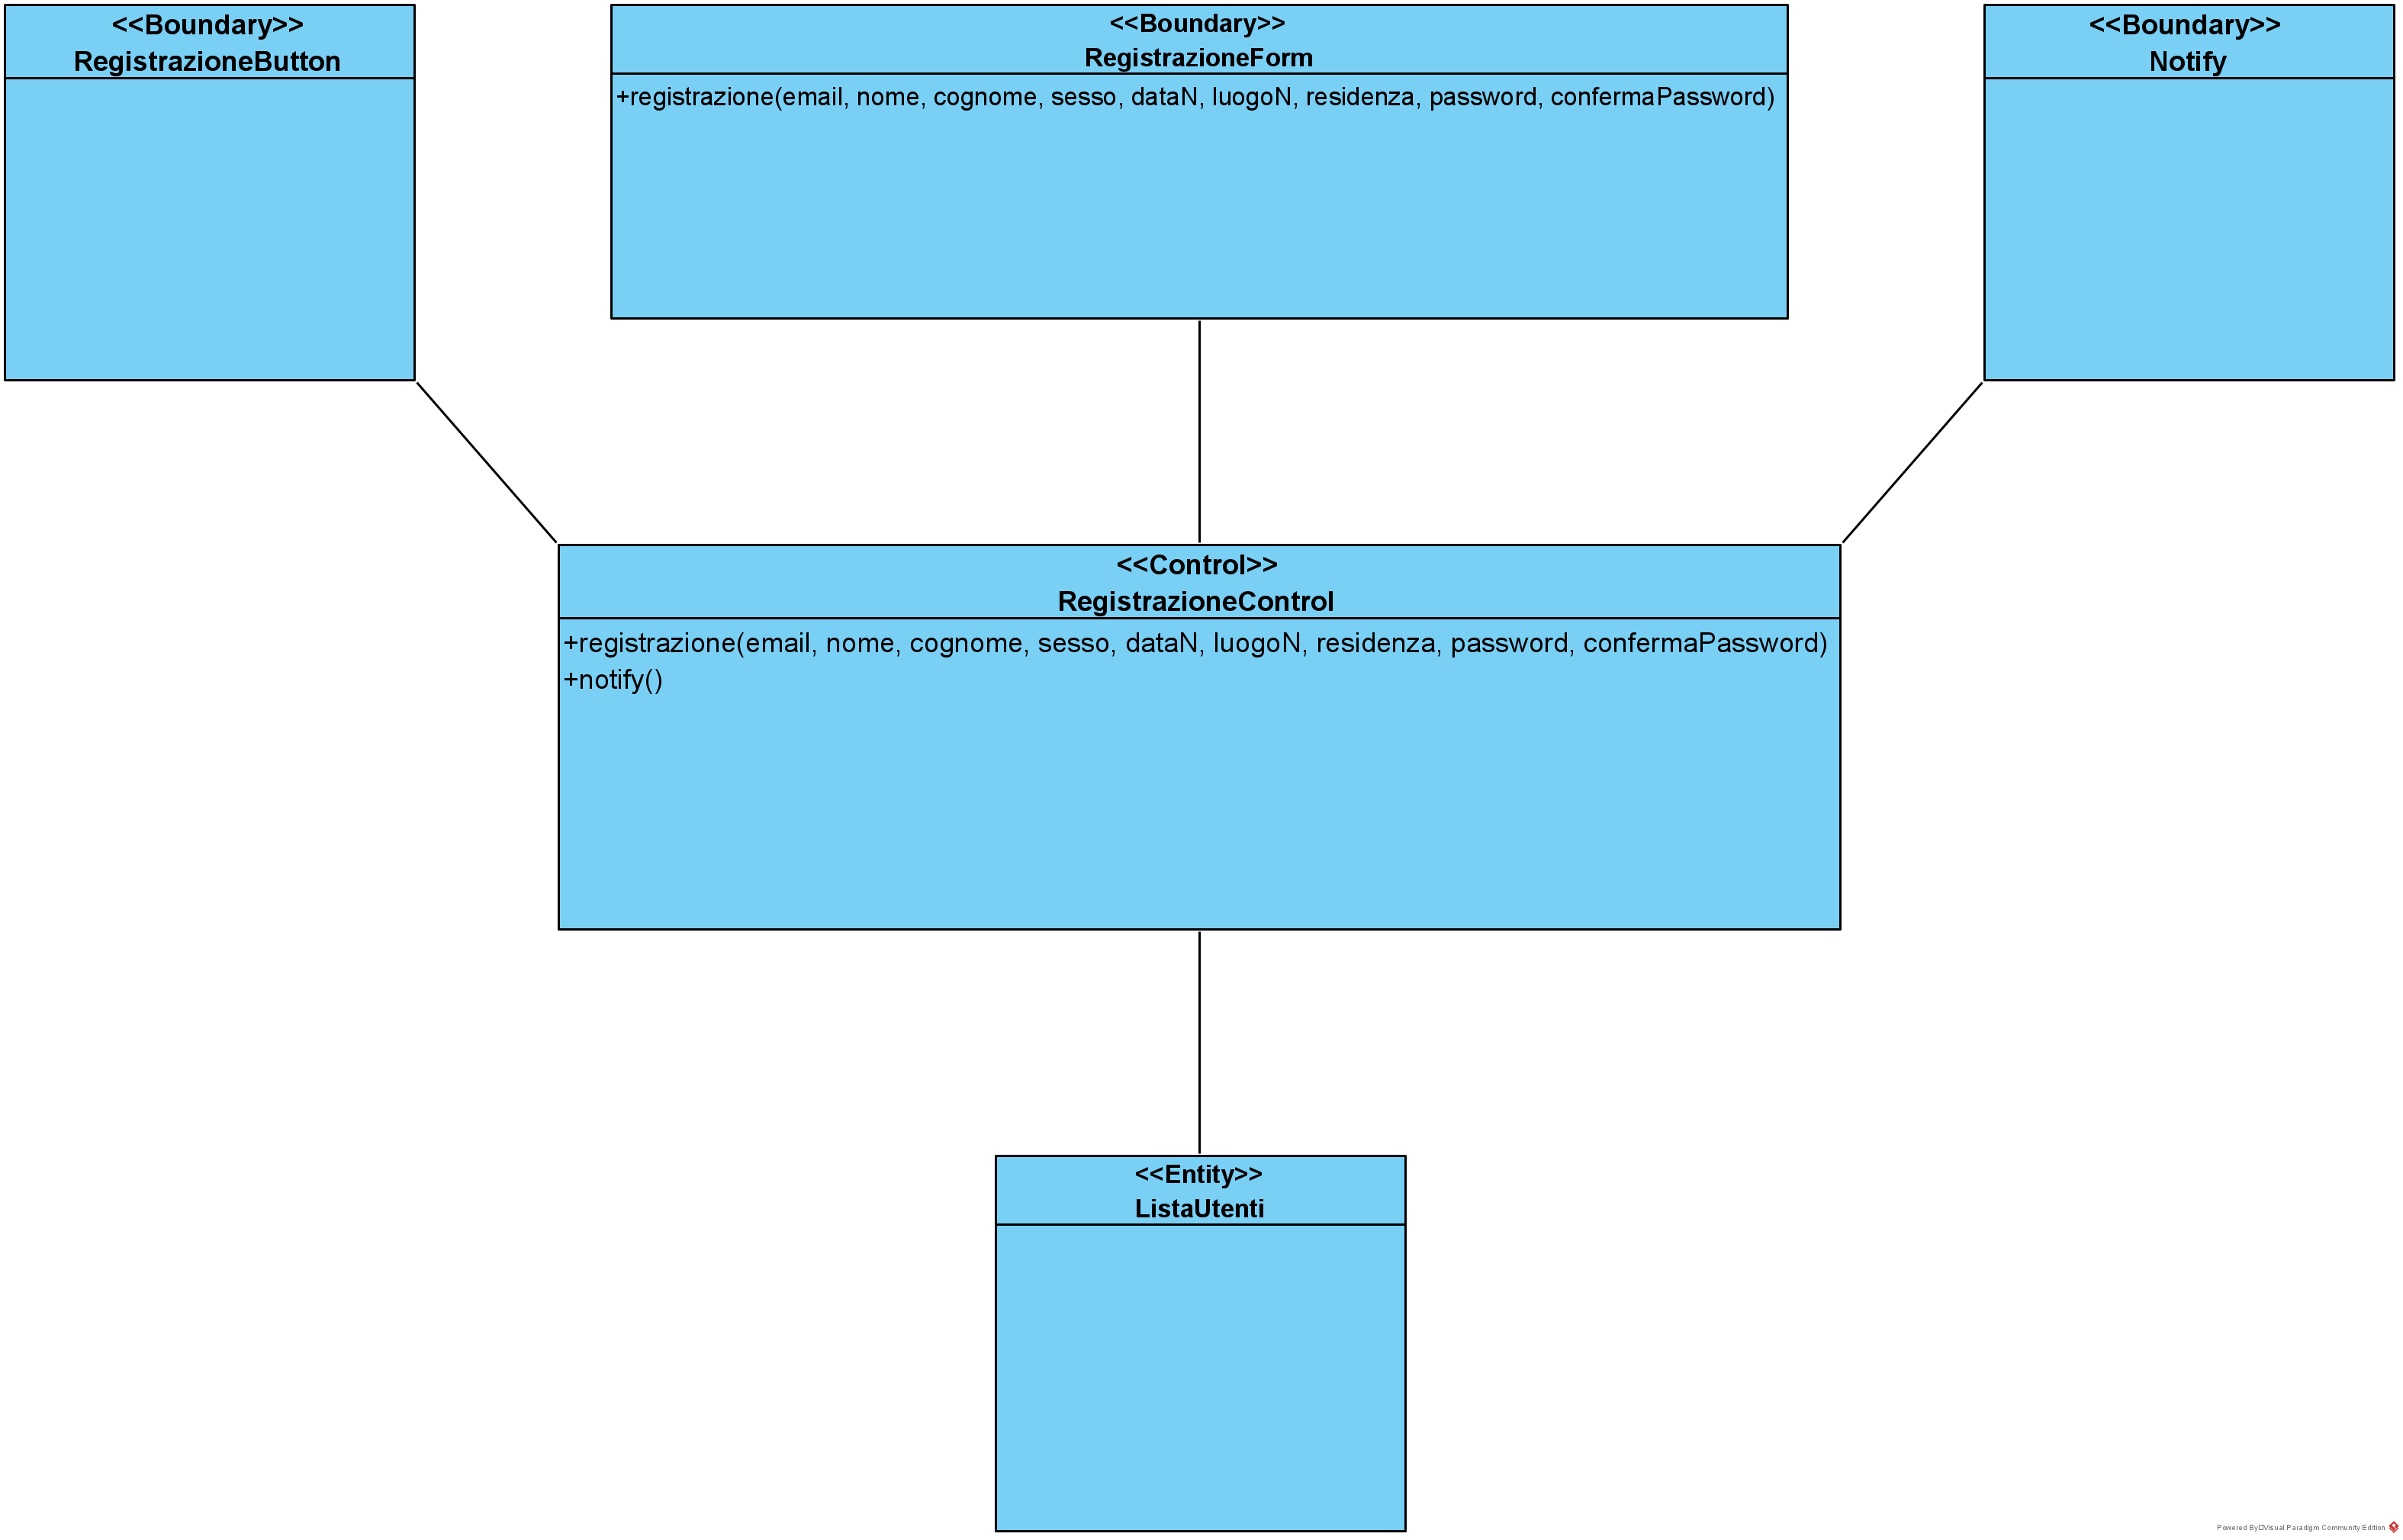 <<Boundary>>
RegistrazioneButton
<<Boundary>>
RegistrazioneForm
+registrazione(email, nome, cognome, sesso, dataN, luogoN, residenza, password, confermaPassword)
<<Boundary>>
Notify
<<Control>>
RegistrazioneControl
+registrazione(email, nome, cognome, sesso, dataN, luogoN, residenza, password, confermaPassword)
+notify()
<<Entity>>
ListaUtenti
Powered By□Visual Paradigm Community Edition